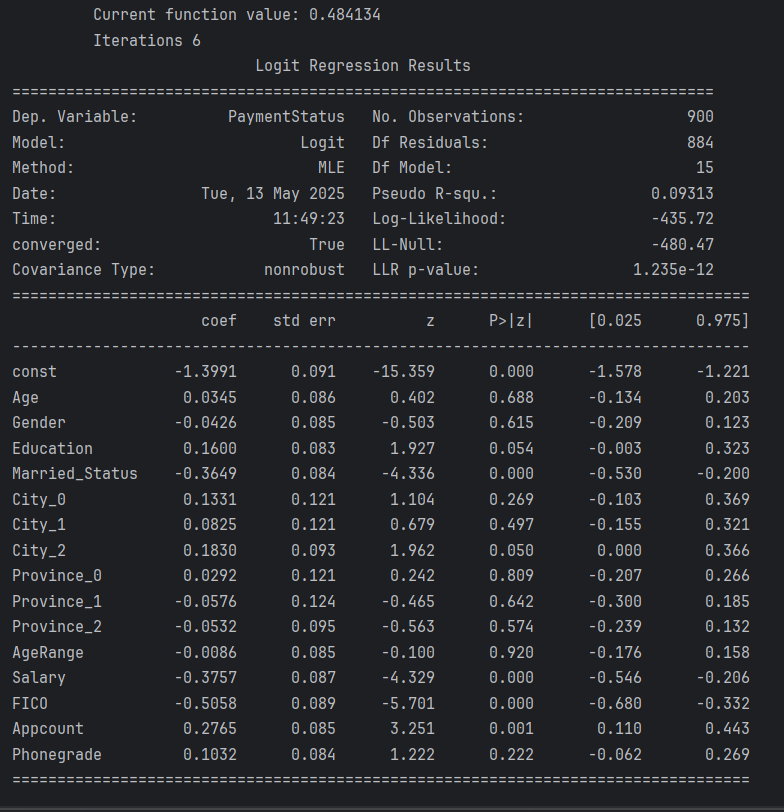 Current function value: 0.484134
Iterations 6
Logit Regression Results
==============================================================================
Dep. Variable: PaymentStatus No. Observations: 900
Model: Logit Df Residuals: 884
Method: MLE Df Model: 15
Date: Tue, 13 May 2025 Pseudo R-squ.: 0.09313
Time: 11:49:23 Log-Likelihood: -435.72
converged: True LL-Null: -480.47
Covariance Type: nonrobust LLR p-value: 1.235e-12
==================================================================================
coef std err z P>|z| [0.025 0.975]
----------------------------------------------------------------------------------
const -1.3991 0.091 -15.359 0.000 -1.578 -1.221
Age 0.0345 0.086 0.402 0.688 -0.134 0.203
Gender -0.0426 0.085 -0.503 0.615 -0.209 0.123
Education 0.1600 0.083 1.927 0.054 -0.003 0.323
Married_Status -0.3649 0.084 -4.336 0.000 -0.530 -0.200
City_0 0.1331 0.121 1.104 0.269 -0.103 0.369
City_1 0.0825 0.121 0.679 0.497 -0.155 0.321
City_2 0.1830 0.093 1.962 0.050 0.000 0.366
Province_0 0.0292 0.121 0.242 0.809 -0.207 0.266
Province_1 -0.0576 0.124 -0.465 0.642 -0.300 0.185
Province_2 -0.0532 0.095 -0.563 0.574 -0.239 0.132
AgeRange -0.0086 0.085 -0.100 0.920 -0.176 0.158
Salary -0.3757 0.087 -4.329 0.000 -0.546 -0.206
FICO -0.5058 0.089 -5.701 0.000 -0.680 -0.332
Appcount 0.2765 0.085 3.251 0.001 0.110 0.443
Phonegrade 0.1032 0.084 1.222 0.222 -0.062 0.269
==================================================================================